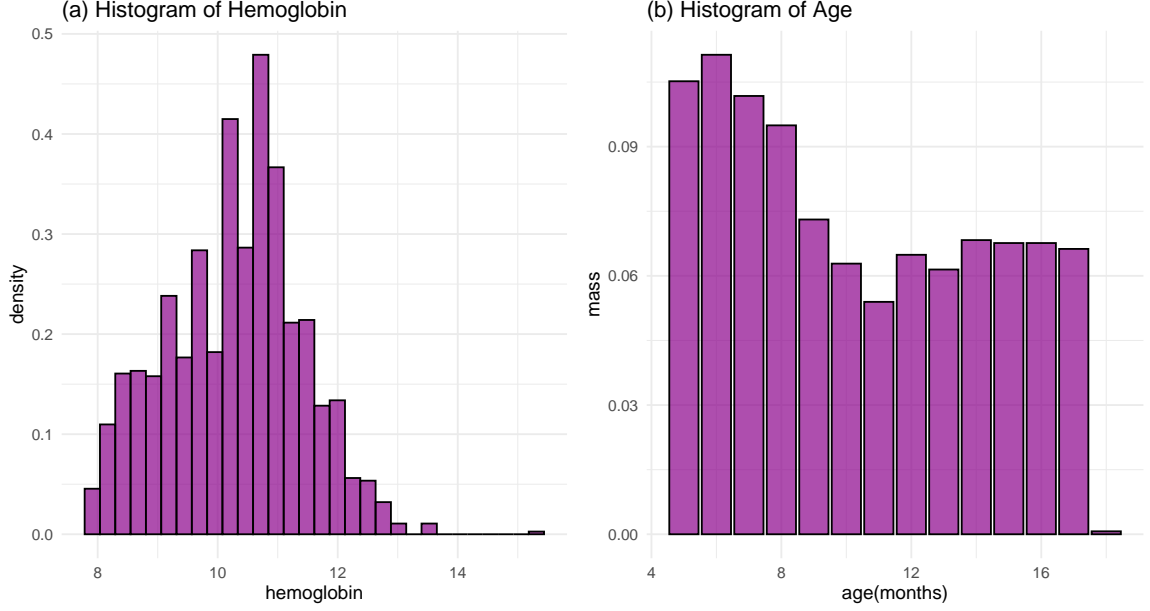 (a) Histogram of Hemoglobin
0.5
0.4
0.3
0.2
0.1
0.0
density
8 10 12 14
hemoglobin
(b) Histogram of Age
0.09
0.06
0.03
0.00
mass
4 8 12 16
age(months)